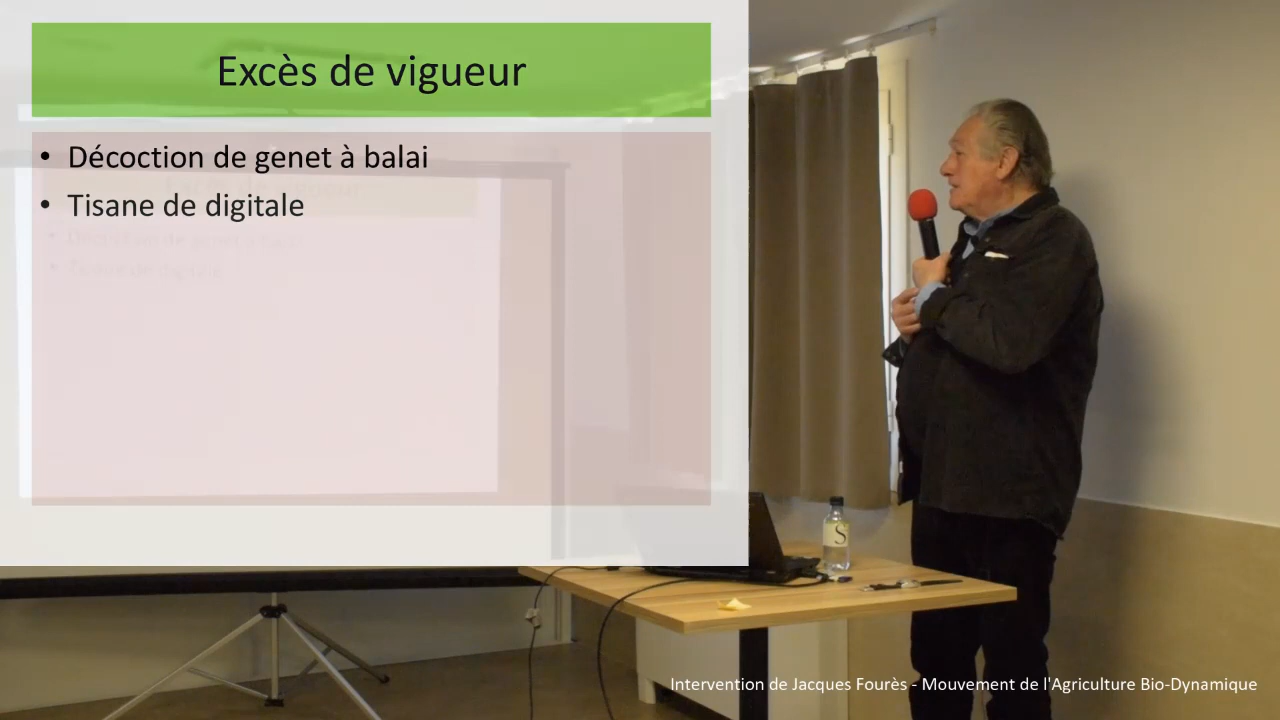 Excès de vigueur
• Décoction de genet à balai
• Tisane de digitale
S
Intervention de Jacques Fourès - Mouvement de l'Agriculture Bio-Dynamique